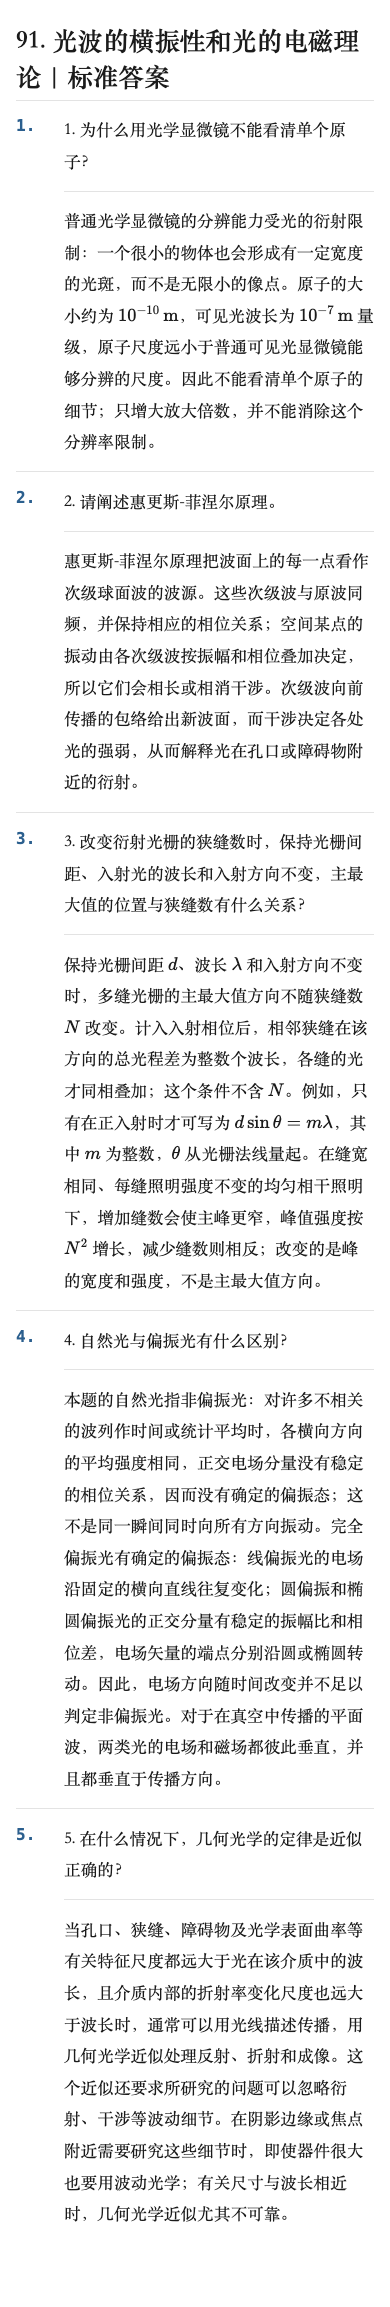 91. 光波的横振性和光的电磁理
论 | 标准答案
1.
1. 为什么用光学显微镜不能看清单个原
子?
普通光学显微镜的分辨能力受光的衍射限
制：一个很小的物体也会形成有一定宽度
的光斑，而不是无限小的像点。原子的大
小约为 10⁻¹⁰ m，可见光波长为 10⁻⁷ m 量
级，原子尺度远小于普通可见光显微镜能
够分辨的尺度。因此不能看清单个原子的
细节；只增大放大倍数，并不能消除这个
分辨率限制。
2.
2. 请阐述惠更斯-菲涅尔原理。
惠更斯-菲涅尔原理把波面上的每一点看作
次级球面波的波源。这些次级波与原波同
频，并保持相应的相位关系；空间某点的
振动由各次级波按振幅和相位叠加决定，
所以它们会相长或相消干涉。次级波向前
传播的包络给出新波面，而干涉决定各处
光的强弱，从而解释光在孔口或障碍物附
近的衍射。
3.
3. 改变衍射光栅的狭缝数时，保持光栅间
距、入射光的波长和入射方向不变，主最
大值的位置与狭缝数有什么关系?
保持光栅间距 d、波长 λ 和入射方向不变
时，多缝光栅的主最大值方向不随狭缝数
N 改变。计入入射相位后，相邻狭缝在该
方向的总光程差为整数个波长，各缝的光
才同相叠加；这个条件不含 N。例如，只
有在正入射时才可写为 d sin θ = mλ，其
中 m 为整数，θ 从光栅法线量起。在缝宽
相同、每缝照明强度不变的均匀相干照明
下，增加缝数会使主峰更窄，峰值强度按
N² 增长，减少缝数则相反；改变的是峰
的宽度和强度，不是主最大值方向。
4.
4. 自然光与偏振光有什么区别?
本题的自然光指非偏振光：对许多不相关
的波列作时间或统计平均时，各横向方向
的平均强度相同，正交电场分量没有稳定
的相位关系，因而没有确定的偏振态；这
不是同一瞬间同时向所有方向振动。完全
偏振光有确定的偏振态：线偏振光的电场
沿固定的横向直线往复变化；圆偏振和椭
圆偏振光的正交分量有稳定的振幅比和相
位差，电场矢量的端点分别沿圆或椭圆转
动。因此，电场方向随时间改变并不足以
判定非偏振光。对于在真空中传播的平面
波，两类光的电场和磁场都彼此垂直，并
且都垂直于传播方向。
5.
5. 在什么情况下，几何光学的定律是近似
正确的?
当孔口、狭缝、障碍物及光学表面曲率等
有关特征尺度都远大于光在该介质中的波
长，且介质内部的折射率变化尺度也远大
于波长时，通常可以用光线描述传播，用
几何光学近似处理反射、折射和成像。这
个近似还要求所研究的问题可以忽略衍
射、干涉等波动细节。在阴影边缘或焦点
附近需要研究这些细节时，即使器件很大
也要用波动光学；有关尺寸与波长相近
时，几何光学近似尤其不可靠。